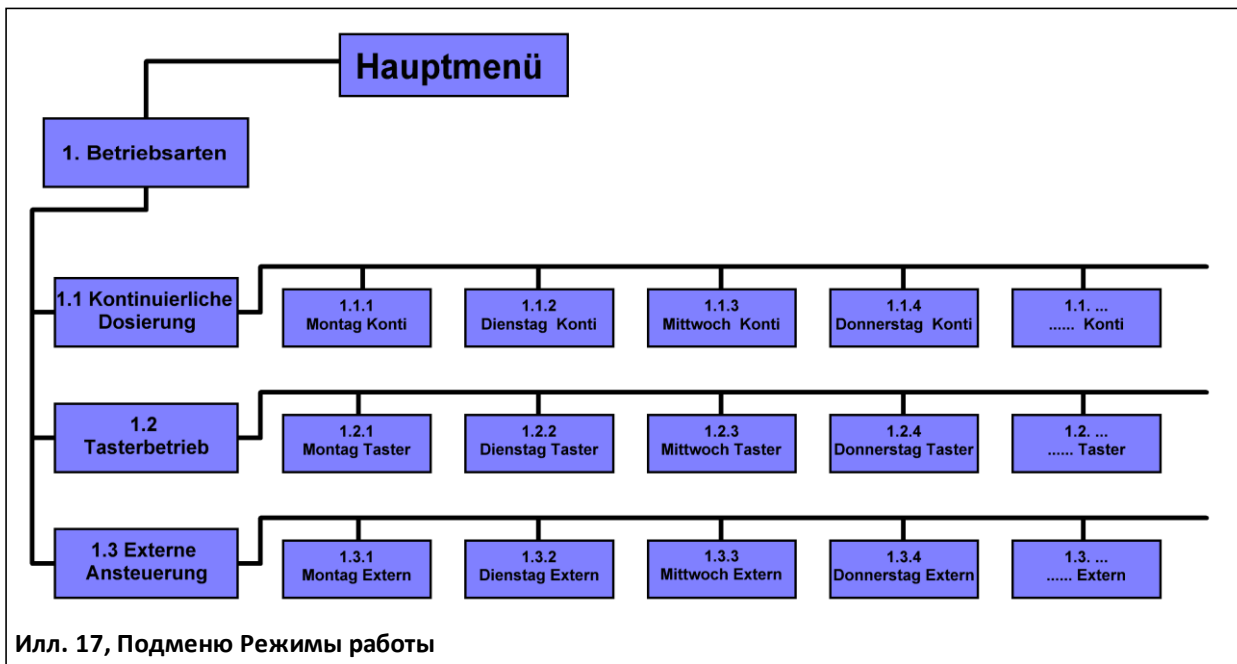 Hauptmenü
1. Betriebsarten
1.1 Kontinuierliche
Dosierung
1.1.1
Montag Konti
1.1.2
Dienstag Konti
1.1.3
Mittwoch Konti
1.1.4
Donnerstag Konti
1.1. ...
...... Konti
1.2
Tasterbetrieb
1.2.1
Montag Taster
1.2.2
Dienstag Taster
1.2.3
Mittwoch Taster
1.2.4
Donnerstag Taster
1.2. ...
...... Taster
1.3 Externe
Ansteuerung
1.3.1
Montag Extern
1.3.2
Dienstag Extern
1.3.3
Mittwoch Extern
1.3.4
Donnerstag Extern
1.3. ...
...... Extern
Илл. 17, Подменю Режимы работы